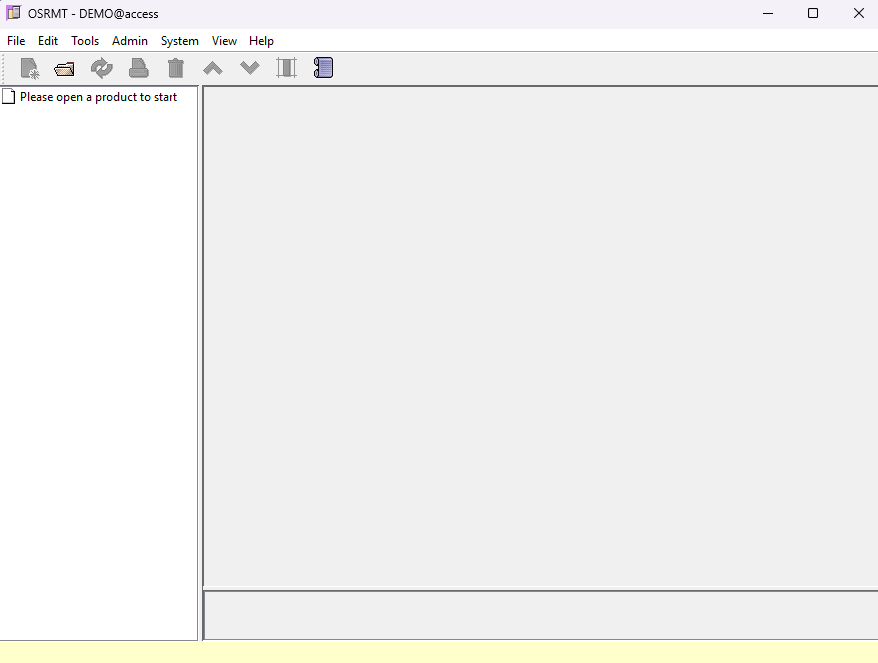 OSRMT - DEMO@access
File Edit Tools Admin System View Help
Please open a product to start